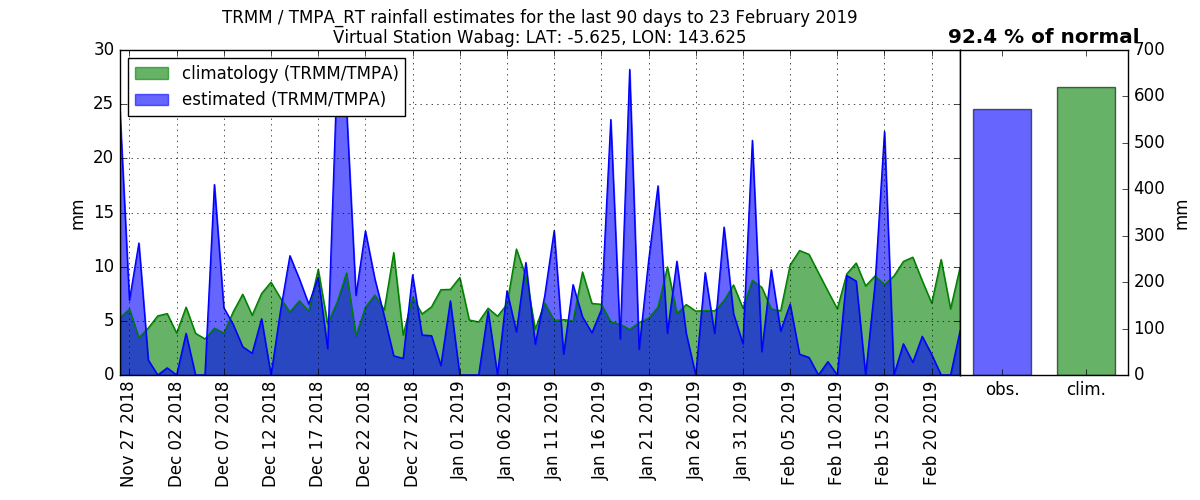 TRMM / TMPA_RT rainfall estimates for the last 90 days to 23 February 2019
Virtual Station Wabag: LAT: -5.625, LON: 143.625
92.4 % of normal
climatology (TRMM/TMPA)
estimated (TRMM/TMPA)
mm
30
25
20
15
10
5
0
Nov 27 2018
Dec 02 2018
Dec 07 2018
Dec 12 2018
Dec 17 2018
Dec 22 2018
Dec 27 2018
Jan 01 2019
Jan 06 2019
Jan 11 2019
Jan 16 2019
Jan 21 2019
Jan 26 2019
Jan 31 2019
Feb 05 2019
Feb 10 2019
Feb 15 2019
Feb 20 2019
obs.
clim.
700
600
500
400
300
200
100
0
mm